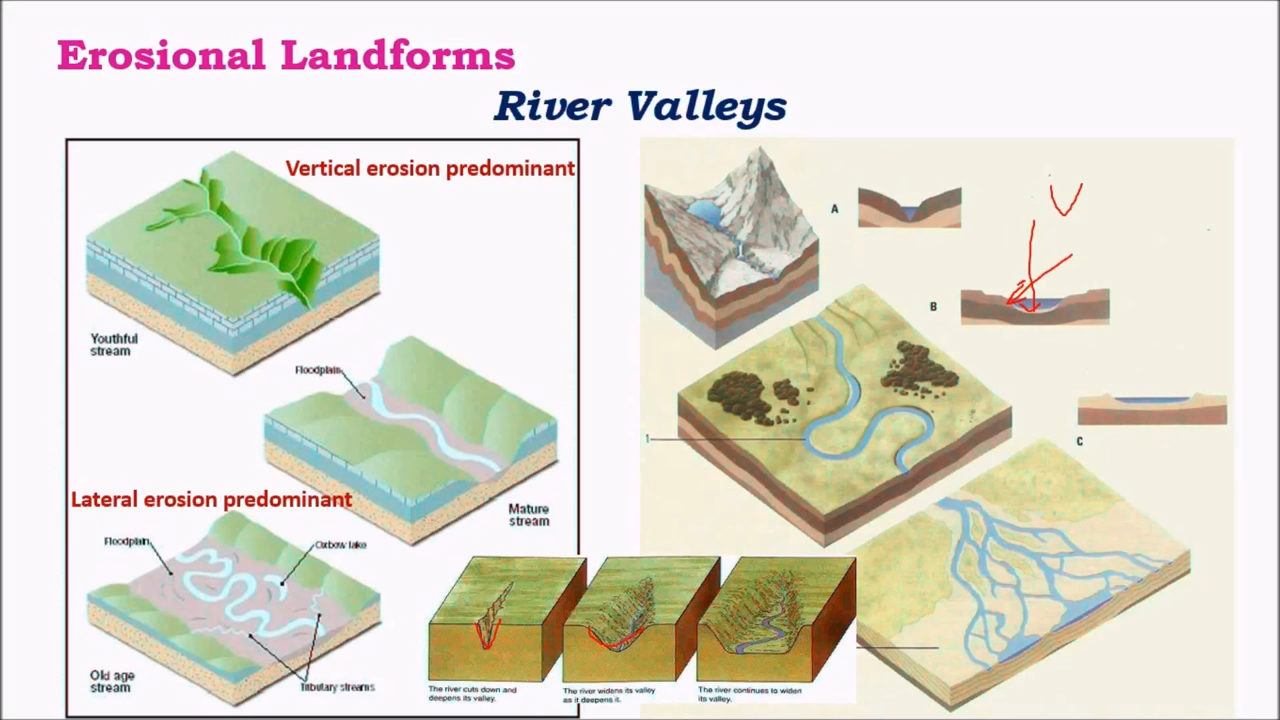 Erosional Landforms
River Valleys
Vertical erosion predominant
Youthful
stream
Floodplain
Mature
stream
Lateral erosion predominant
Floodplain
Oxbow lake
Old age
stream
Tributary streams
The river cuts down and
deepens its valley.
The river widens its valley
as it deepens it.
The river continues to widen
its valley.
A
B
1
C